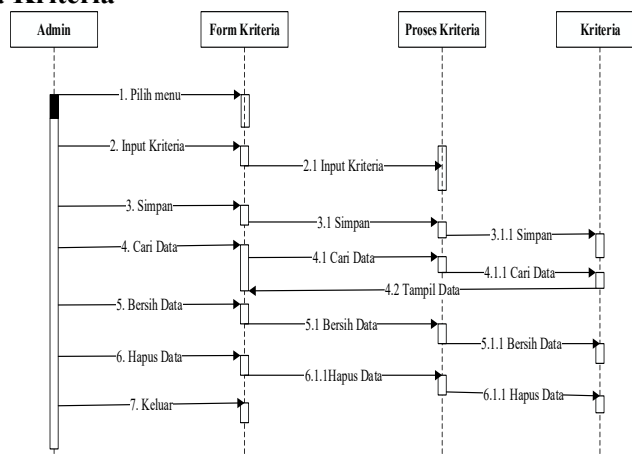 Kriteria
Admin
Form Kriteria
Proses Kriteria
Kriteria
1. Pilih menu
2. Input Kriteria
2.1 Input Kriteria
3. Simpan
3.1 Simpan
3.1.1 Simpan
4. Cari Data
4.1 Cari Data
4.1.1 Cari Data
4.2 Tampil Data
5. Bersih Data
5.1 Bersih Data
5.1.1 Bersih Data
6. Hapus Data
6.1.1Hapus Data
6.1.1 Hapus Data
7. Keluar